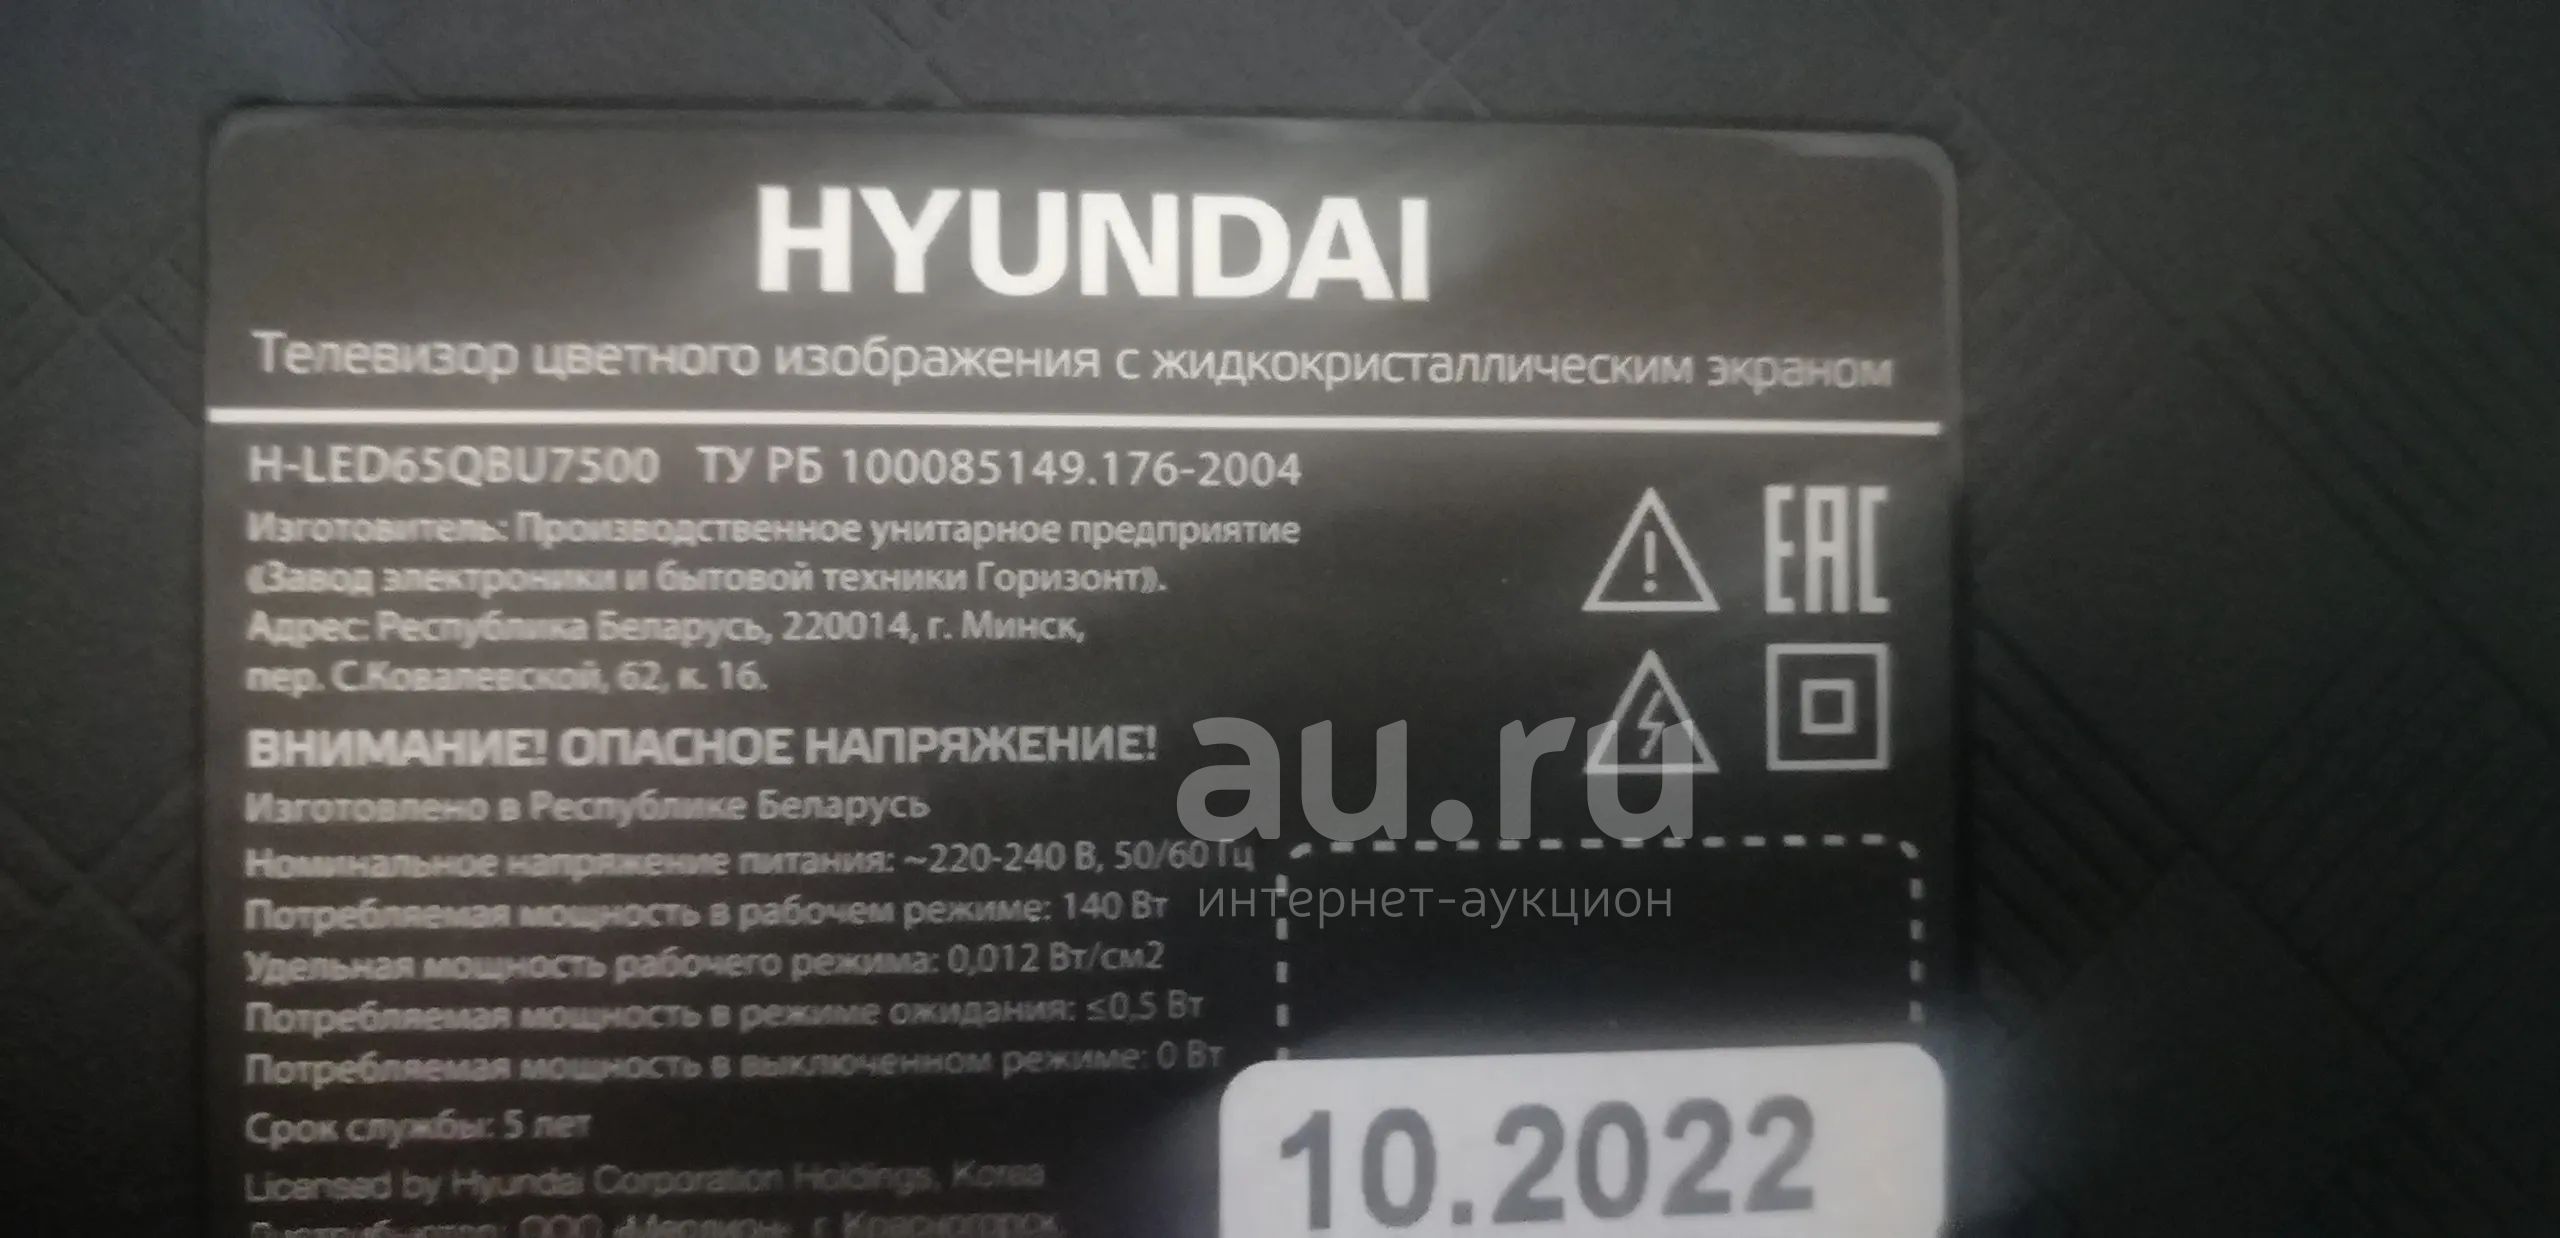 HYUNDAI
Телевизор цветного изображения с жидкокристаллическим экраном
H-LED65QBU7500 ТУ РБ 100085149.176-2004
Изготовитель: Производственное унитарное предприятие
«Завод электроники и бытовой техники Горизонт».
Адрес: Республика Беларусь, 220014, г. Минск,
пер. С.Ковалевской, 62, к. 16.
EAC
ВНИМАНИЕ! ОПАСНОЕ НАПРЯЖЕНИЕ!
Изготовлено в Республике Беларусь
Номинальное напряжение питания: ~220-240 В, 50/60 Гц
Потребляемая мощность в рабочем режиме: 140 Вт
Удельная мощность рабочего режима: 0,012 Вт/см2
Потребляемая мощность в режиме ожидания: ≤0,5 Вт
Потребляемая мощность в выключенном режиме: 0 Вт
Срок службы: 5 лет
Licensed by Hyundai Corporation Holdings, Korea
ООО «Мерлион», г. Красногорск,
au.ru
интернет-аукцион
10.2022